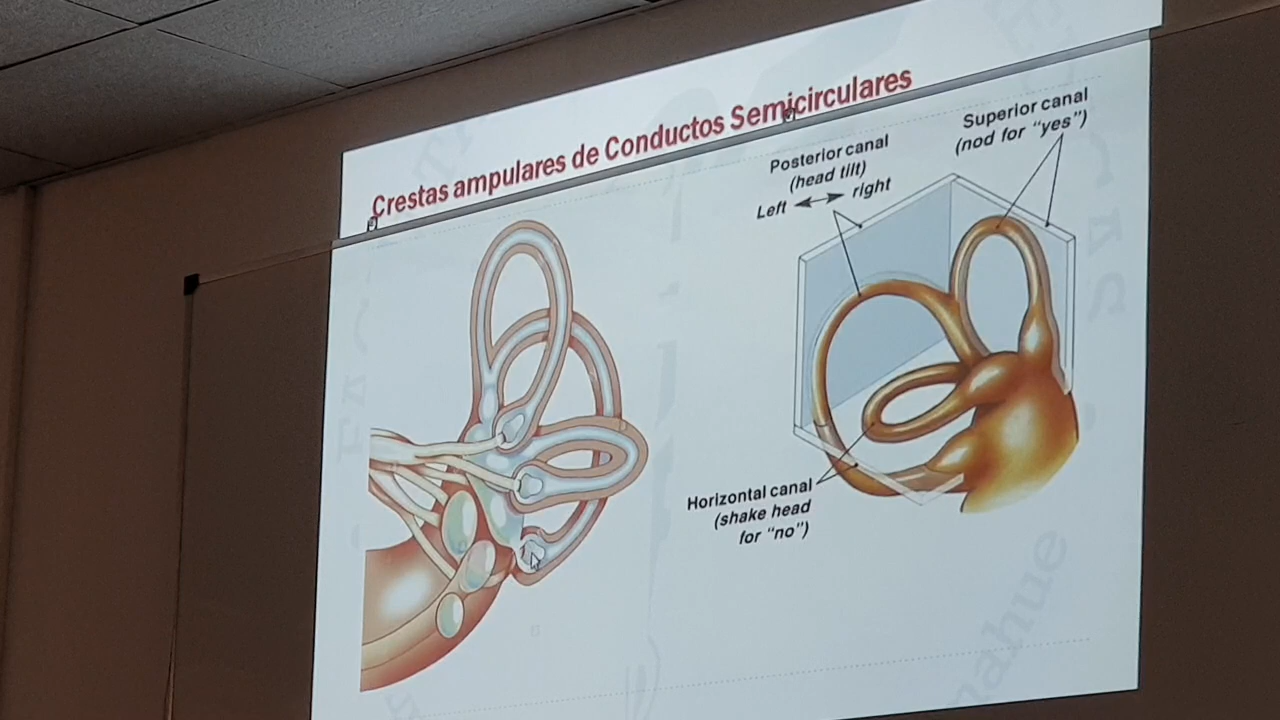 Crestas ampulares de Conductos Semicirculares
Posterior canal
(head tilt)
Left right
Superior canal
(nod for “yes”)
Horizontal canal
(shake head
for “no”)
ahue